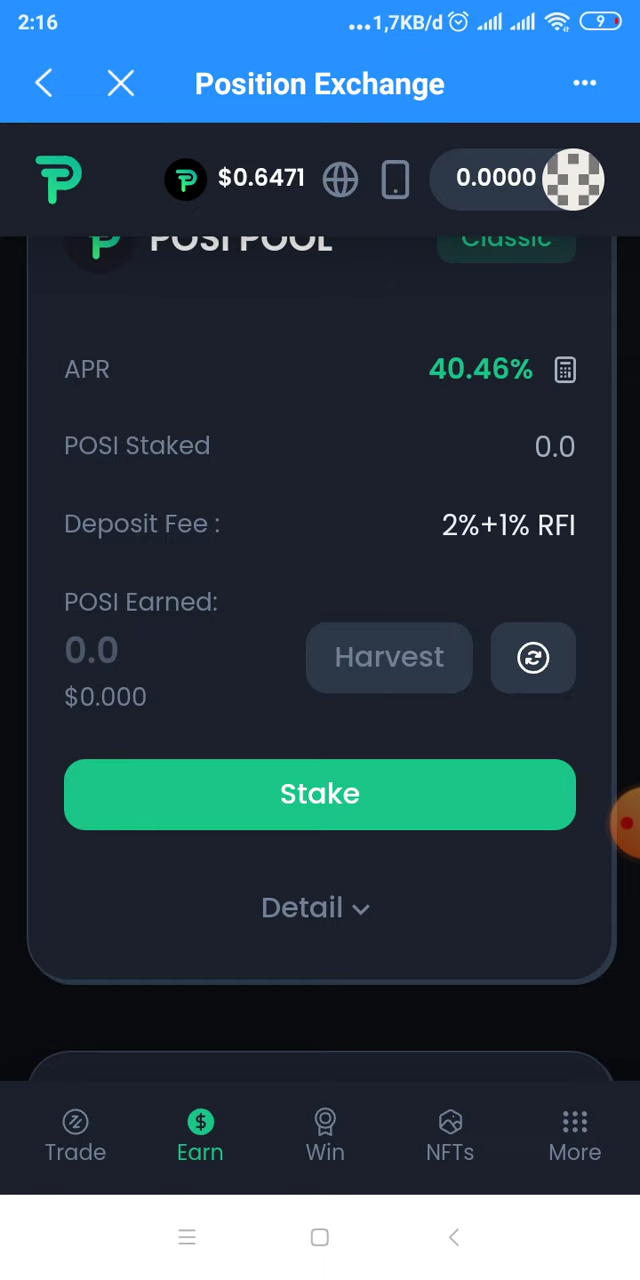 2:16
...1,7KB/d
9
Position Exchange
$0.6471
0.0000
POSI POOL
Classic
APR
40.46%
POSI Staked
0.0
Deposit Fee :
2%+1% RFI
POSI Earned:
0.0
Harvest
$0.000
Stake
Detail
Trade
Earn
Win
NFTs
More